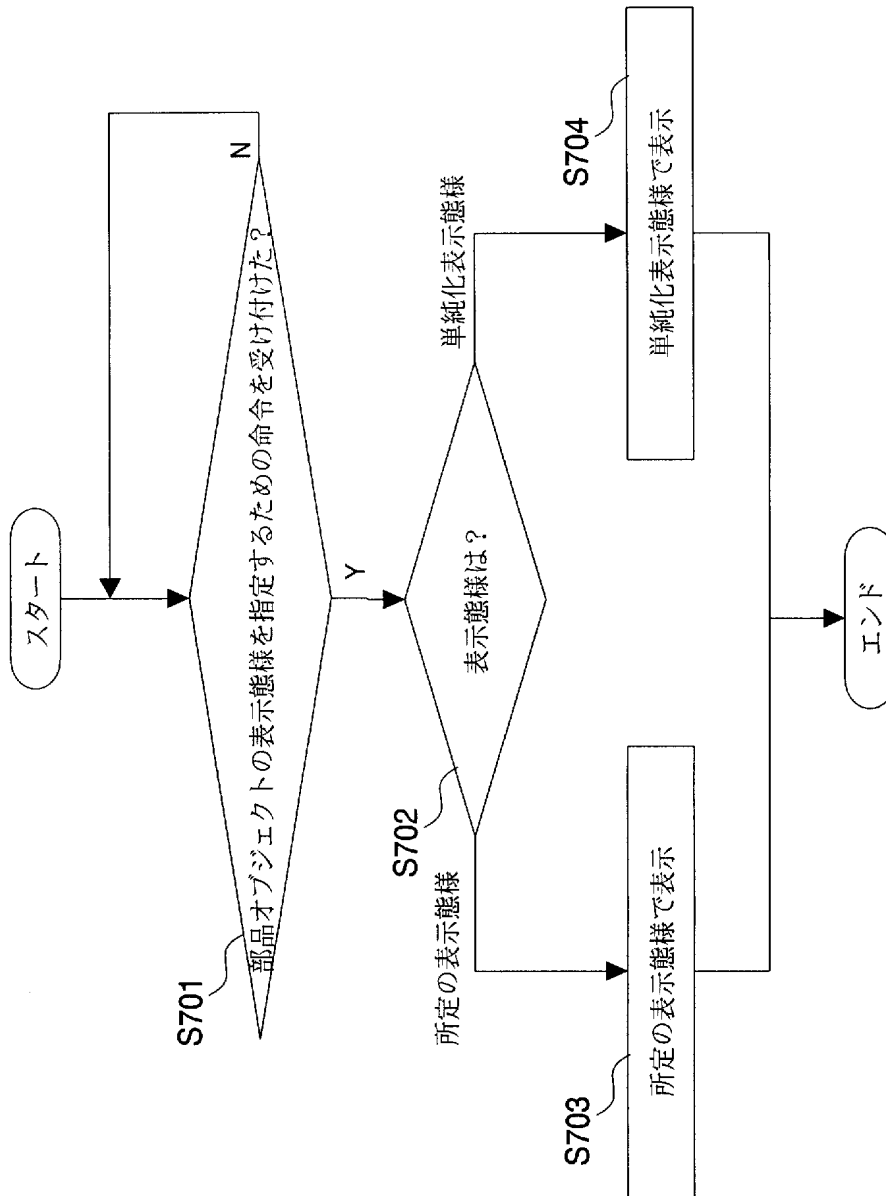 スタート
S701
部品オブジェクトの表示態様を指定するための命令を受け付けた？
N
Y
S702
表示態様は？
所定の表示態様
単純化表示態様
S703
所定の表示態様で表示
S704
単純化表示態様で表示
エンド